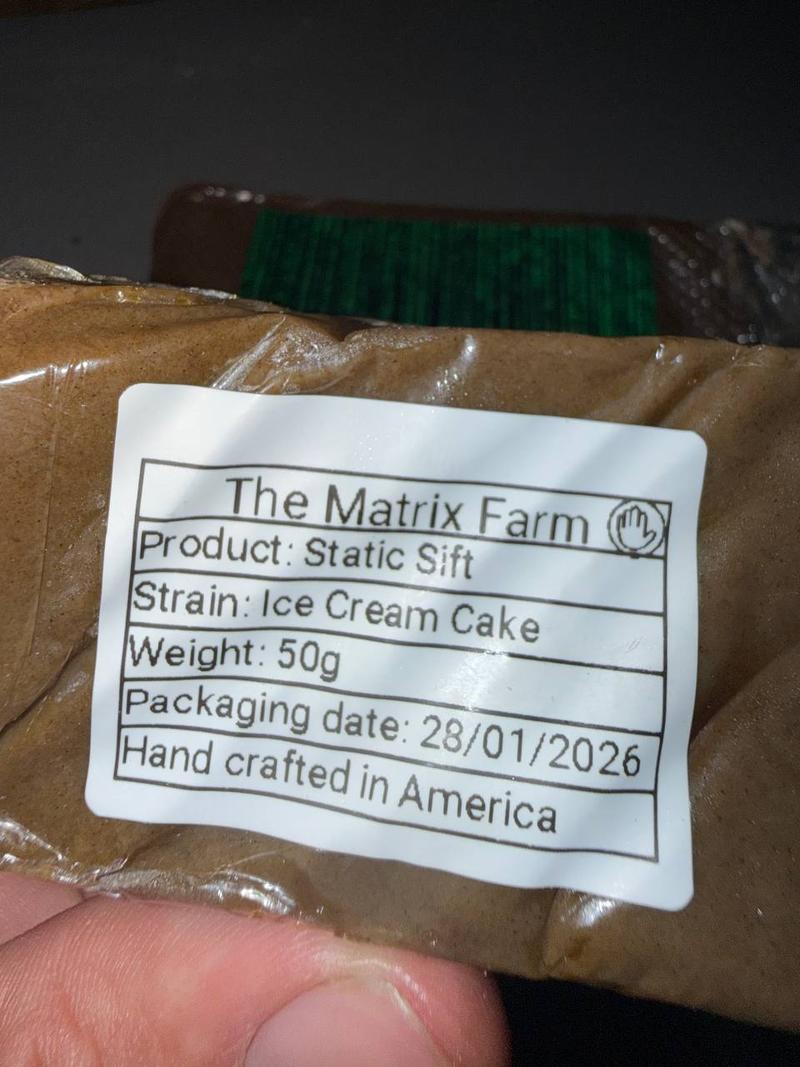 The Matrix Farm
Product: Static Sift
Strain: Ice Cream Cake
Weight: 50g
Packaging date: 28/01/2026
Hand crafted in America